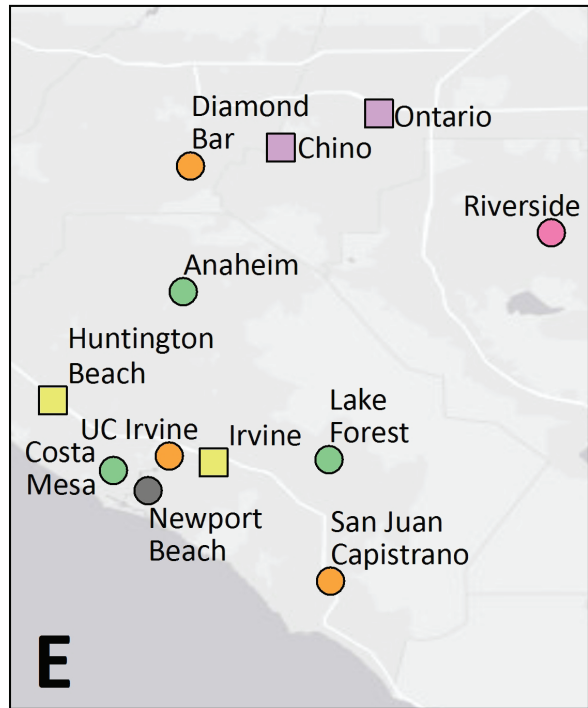 Diamond
Bar
Ontario
Chino
Riverside
Anaheim
Huntington
Beach
UC Irvine
Irvine
Lake
Forest
Costa
Mesa
Newport
Beach
San Juan
Capistrano
E